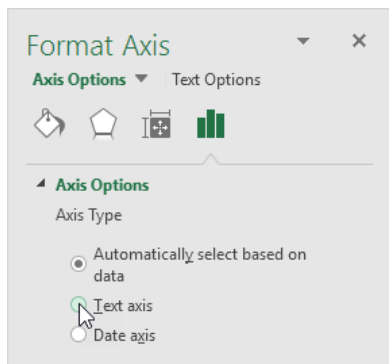 Format Axis
Axis Options Text Options
Axis Options
Axis Type
Automatically select based on
data
Text axis
Date axis